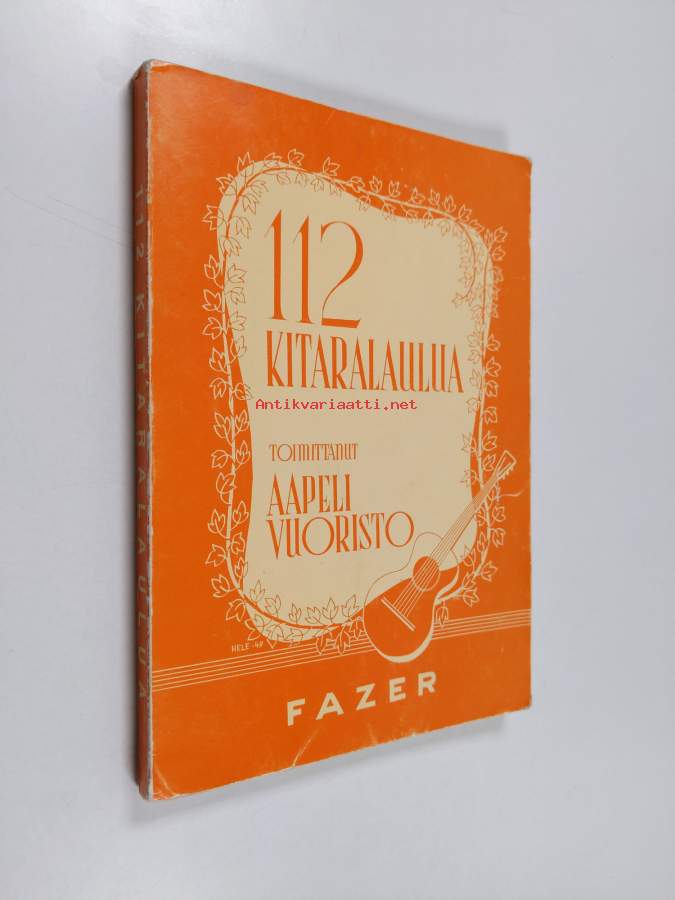 112
KITARALAULUA
Antikvariaatti.net
TOIMITTANUT
AAPELI
VUORISTO
HELE -49
FAZER
112 KITARALAULUA